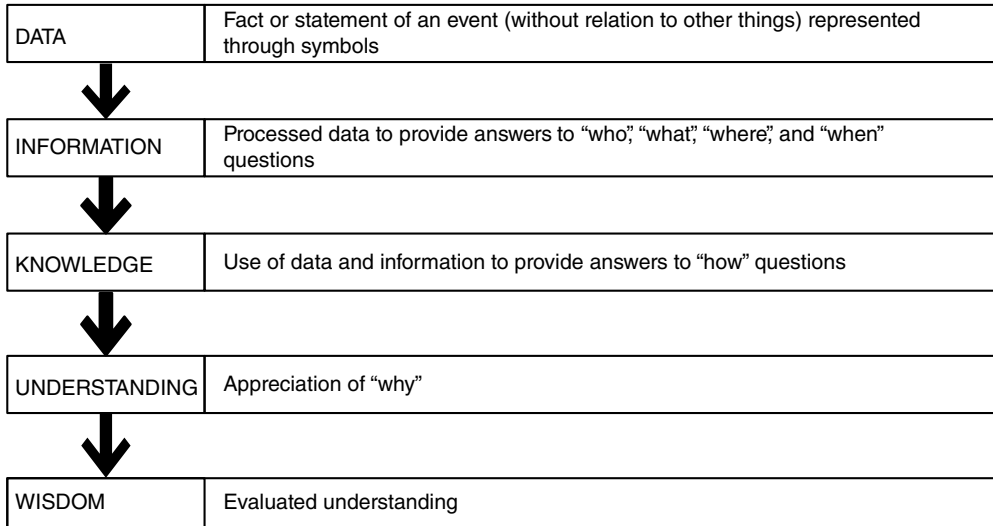 DATA
Fact or statement of an event (without relation to other things) represented
through symbols
INFORMATION
Processed data to provide answers to “who”, “what”, “where”, and “when”
questions
KNOWLEDGE
Use of data and information to provide answers to “how” questions
UNDERSTANDING
Appreciation of “why”
WISDOM
Evaluated understanding